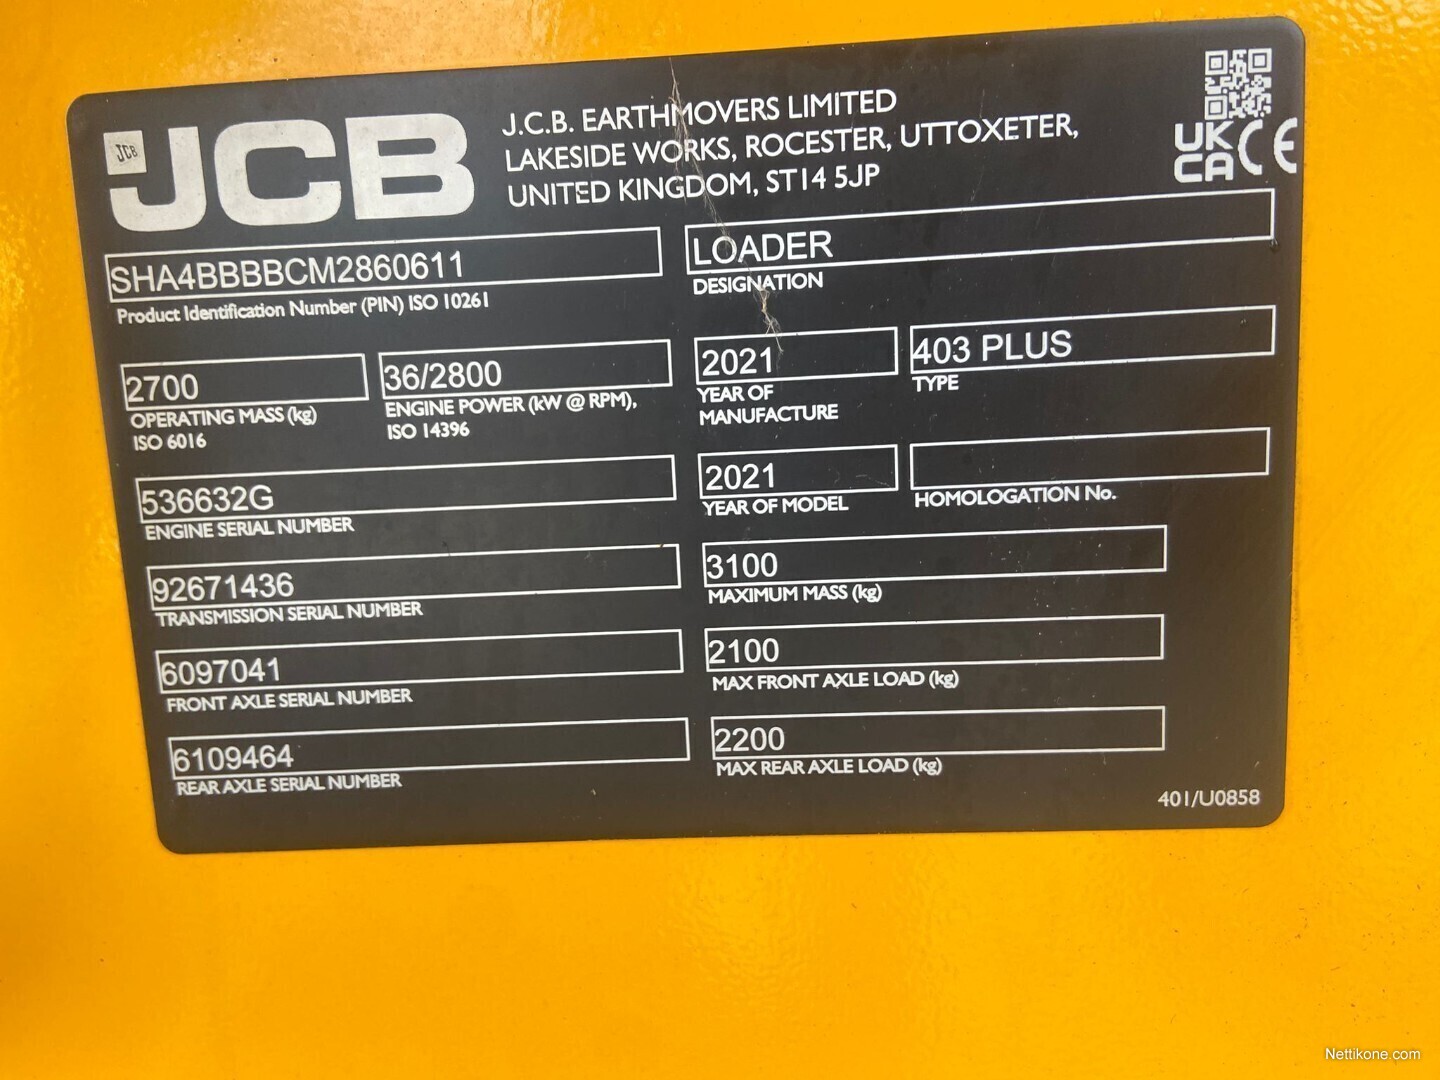 JCB
JCB
J.C.B. EARTHMOVERS LIMITED
LAKESIDE WORKS, ROCESTER, UTTOXETER,
UNITED KINGDOM, ST14 5JP
UK
CA CE
SHA4BBBBCM2860611
Product Identification Number (PIN) ISO 10261
LOADER
DESIGNATION
2700
OPERATING MASS (kg)
ISO 6016
36/2800
ENGINE POWER (kW @ RPM),
ISO 14396
2021
YEAR OF
MANUFACTURE
403 PLUS
TYPE
536632G
ENGINE SERIAL NUMBER
2021
YEAR OF MODEL
HOMOLOGATION No.
92671436
TRANSMISSION SERIAL NUMBER
3100
MAXIMUM MASS (kg)
6097041
FRONT AXLE SERIAL NUMBER
2100
MAX FRONT AXLE LOAD (kg)
6109464
REAR AXLE SERIAL NUMBER
2200
MAX REAR AXLE LOAD (kg)
401/U0858
Nettikone.com